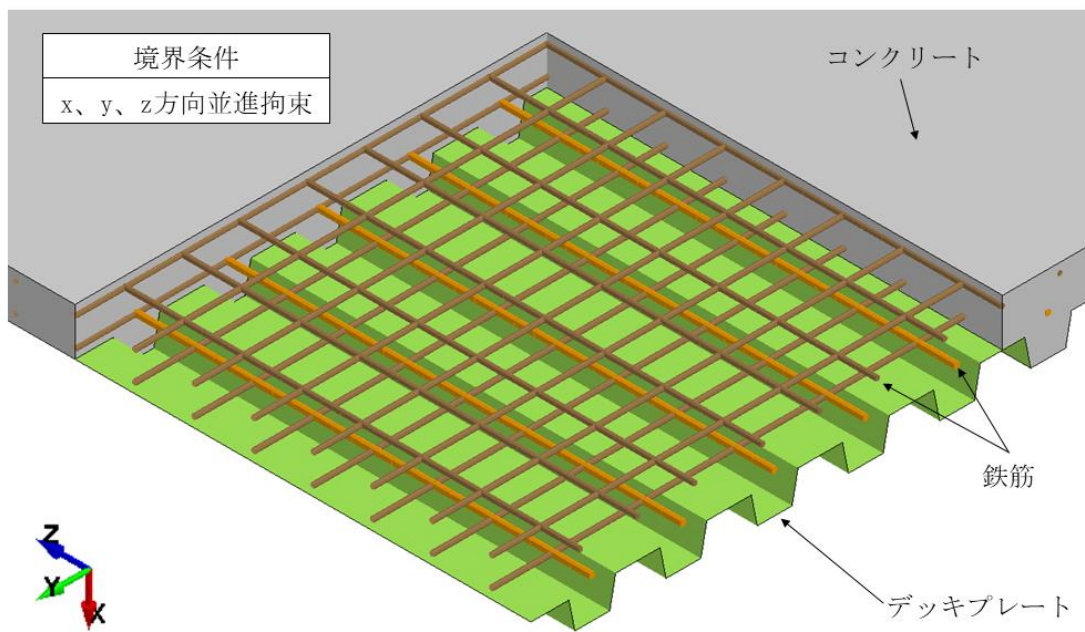 境界条件
x、y、z方向並進拘束
コンクリート
鉄筋
デッキプレート
Z
Y
X